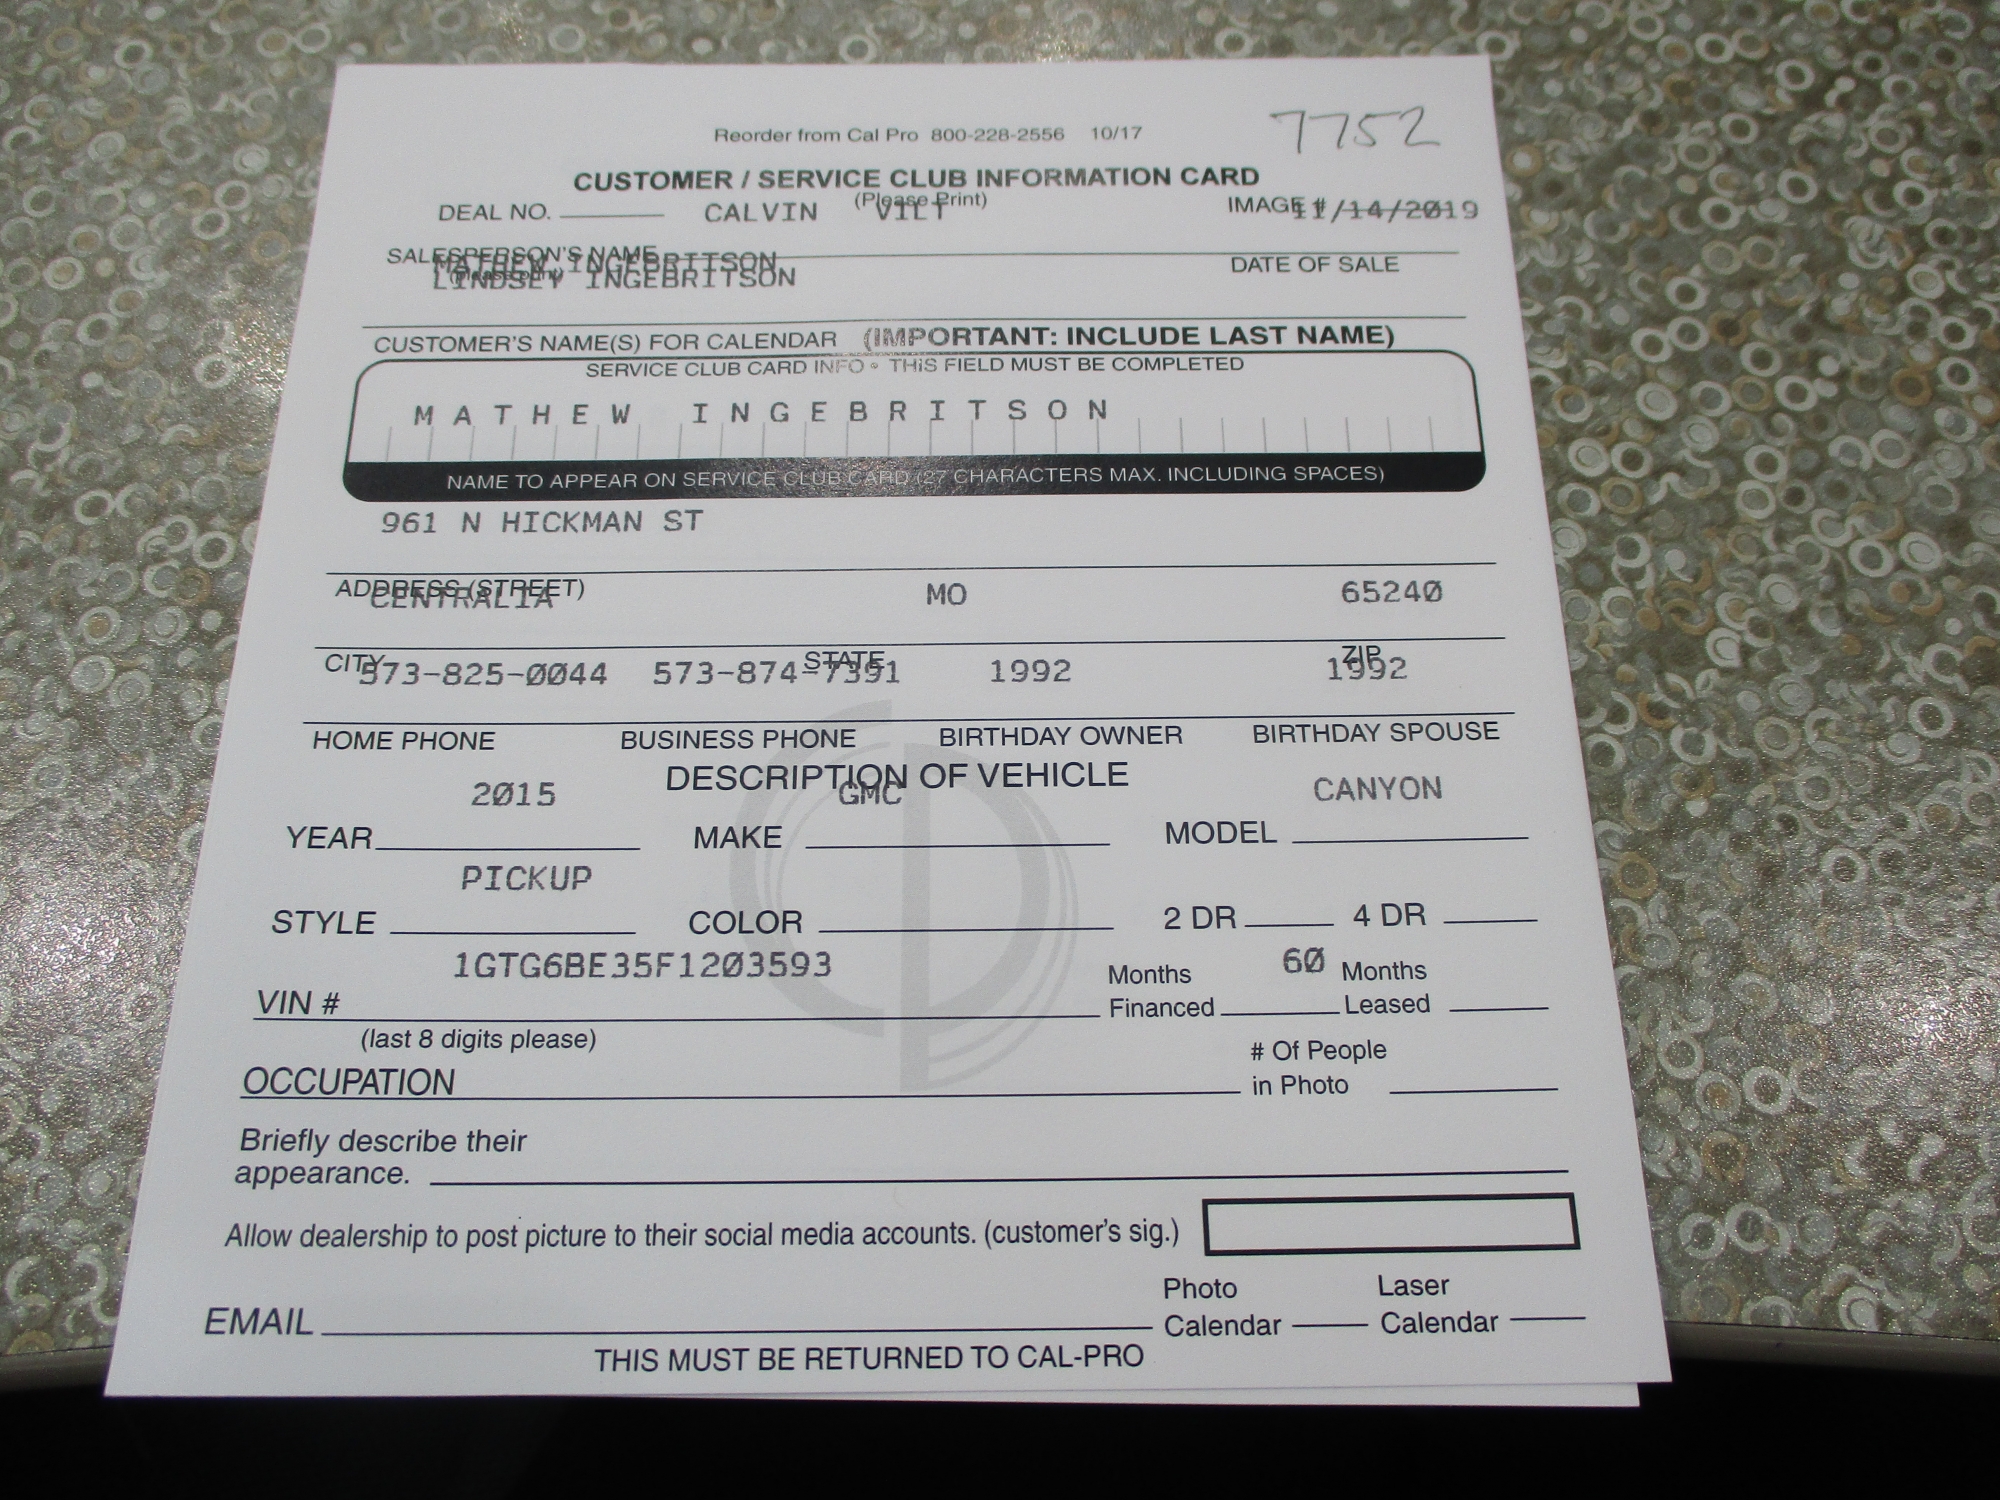 7752
Reorder from Cal Pro 800-228-2556 10/17
CUSTOMER / SERVICE CLUB INFORMATION CARD
(Please Print)
DEAL NO. CALVIN VILT IMAGE # 11/14/2019
SALESPERSON'S NAME DATE OF SALE
MATHEW INGEBRITSON
LINDSEY INGEBRITSON
CUSTOMER'S NAME(S) FOR CALENDAR (IMPORTANT: INCLUDE LAST NAME)
SERVICE CLUB CARD INFO • THIS FIELD MUST BE COMPLETED
MATHEW INGEBRITSON
NAME TO APPEAR ON SERVICE CLUB CARD (27 CHARACTERS MAX. INCLUDING SPACES)
961 N HICKMAN ST
ADDRESS (STREET)
CENTRALIA MO 65240
CITY STATE ZIP
573-825-0044 573-874-7391 1992 1992
HOME PHONE BUSINESS PHONE BIRTHDAY OWNER BIRTHDAY SPOUSE
DESCRIPTION OF VEHICLE
2015 GMC CANYON
YEAR MAKE MODEL
PICKUP
STYLE COLOR 2 DR 4 DR
1GTG6BE35F1203593 60
VIN # Months Financed Months Leased
(last 8 digits please)
OCCUPATION # Of People in Photo
Briefly describe their
appearance.
Allow dealership to post picture to their social media accounts. (customer's sig.)
EMAIL Photo Calendar Laser Calendar
THIS MUST BE RETURNED TO CAL-PRO